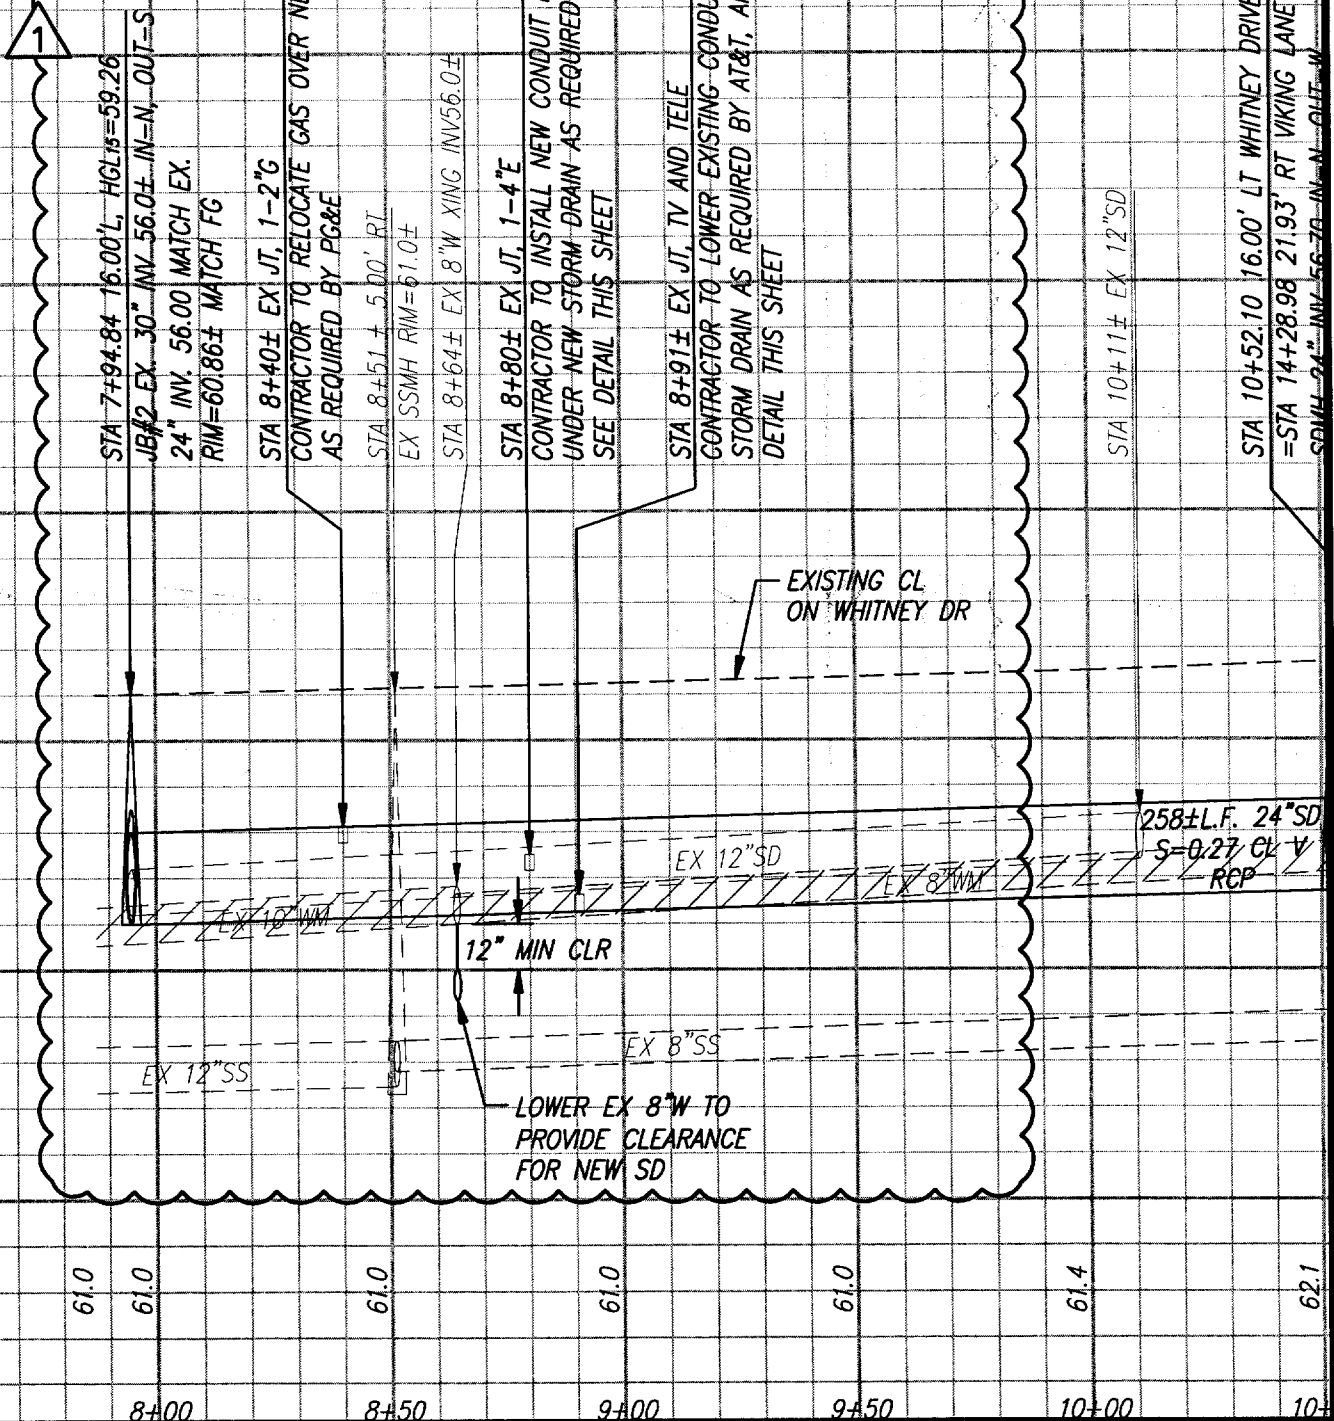 1
STA 7+94.84 16.00'L, HGL15=59.26
JB#2 EX. 30" INV 56.0± IN=N, OUT=S
24" INV. 56.00 MATCH EX.
RIM=60.86± MATCH FG
STA 8+40± EX JT, 1-2"G
CONTRACTOR TO RELOCATE GAS OVER
AS REQUIRED BY PG&E
STA 8+51± 5.00' RT
EX SSMH RIM=61.0±
STA 8+64± EX 8"W XING INV56.0±
STA 8+80± EX JT, 1-4"E
CONTRACTOR TO INSTALL NEW CONDUIT
UNDER NEW STORM DRAIN AS REQUIRED
SEE DETAIL THIS SHEET
STA 8+91± EX JT, TV AND TELE
CONTRACTOR TO LOWER EXISTING
STORM DRAIN AS REQUIRED BY AT&T,
DETAIL THIS SHEET
STA 10+11± EX 12"SD
STA 10+52.10 16.00' LT WHITNEY DRIVE
=STA 14+28.98 21.93' RT VIKING LANE
SDMH 24" INV 56.70 IN=N OUT=W
EXISTING CL
ON WHITNEY DR
258±L.F. 24"SD
S=0.27 CL V
RCP
EX 12"SD
EX 8"WM
EX 10"WM
12" MIN CLR
EX 8"SS
EX 12"SS
LOWER EX 8"W TO
PROVIDE CLEARANCE
FOR NEW SD
61.0
61.0
61.0
61.0
61.0
61.4
62.1
8+00
8+50
9+00
9+50
10+00
10+